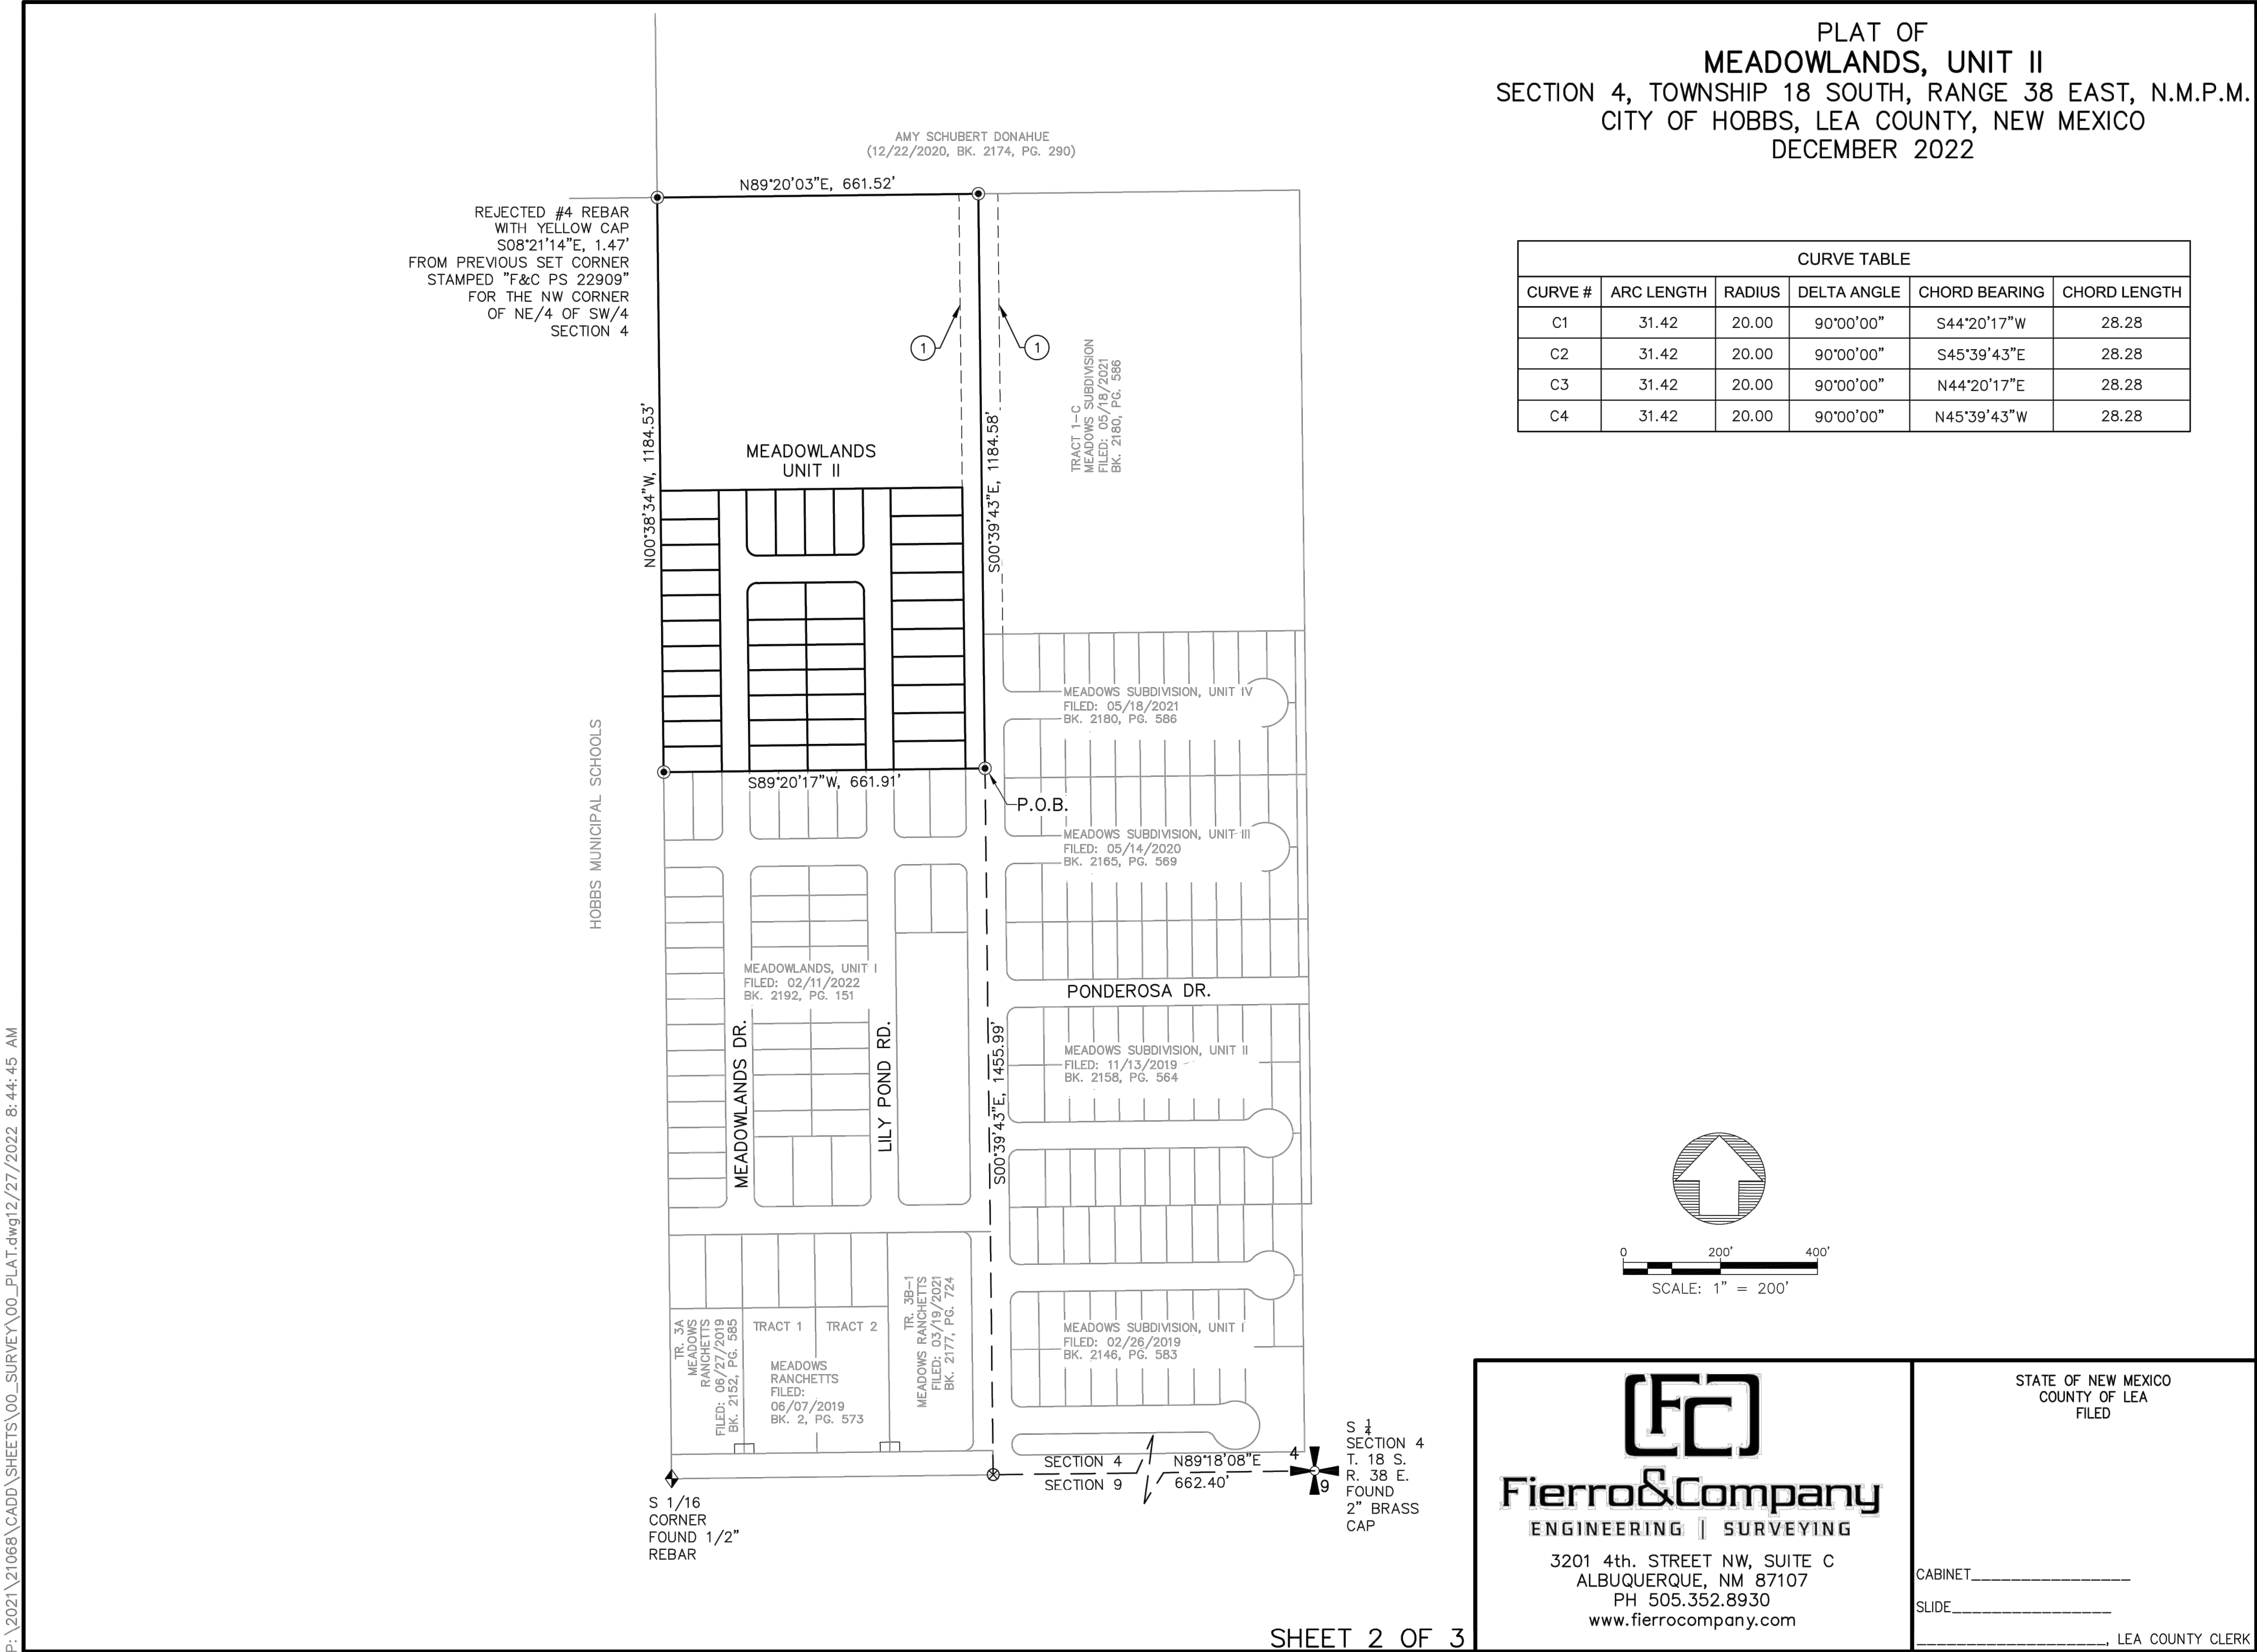 PLAT OF
MEADOWLANDS, UNIT II
SECTION 4, TOWNSHIP 18 SOUTH, RANGE 38 EAST, N.M.P.M.
CITY OF HOBBS, LEA COUNTY, NEW MEXICO
DECEMBER 2022
AMY SCHUBERT DONAHUE
(12/22/2020, BK. 2174, PG. 290)
N89°20'03"E, 661.52'
REJECTED #4 REBAR
WITH YELLOW CAP
S08°21'14"E, 1.47'
FROM PREVIOUS SET CORNER
STAMPED "F&C PS 22909"
FOR THE NW CORNER
OF NE/4 OF SW/4
SECTION 4
1
1
N00°38'34"W, 1184.53'
S00°39'43"E, 1184.58'
TRACT 1-C
MEADOWS SUBDIVISION
FILED: 05/18/2021
BK. 2180, PG. 586
MEADOWLANDS
UNIT II
CURVE TABLE
CURVE # ARC LENGTH RADIUS DELTA ANGLE CHORD BEARING CHORD LENGTH
C1 31.42 20.00 90°00'00" S44°20'17"W 28.28
C2 31.42 20.00 90°00'00" S45°39'43"E 28.28
C3 31.42 20.00 90°00'00" N44°20'17"E 28.28
C4 31.42 20.00 90°00'00" N45°39'43"W 28.28
MEADOWS SUBDIVISION, UNIT IV
FILED: 05/18/2021
BK. 2180, PG. 586
HOBBS MUNICIPAL SCHOOLS
S89°20'17"W, 661.91'
P.O.B.
MEADOWS SUBDIVISION, UNIT III
FILED: 05/14/2020
BK. 2165, PG. 569
MEADOWLANDS, UNIT I
FILED: 02/11/2022
BK. 2192, PG. 151
PONDEROSA DR.
MEADOWLANDS DR.
LILY POND RD.
S00°39'43"E, 1455.99'
MEADOWS SUBDIVISION, UNIT II
FILED: 11/13/2019
BK. 2158, PG. 564
TR. 3A
MEADOWS
RANCHETTS
FILED: 06/27/2019
BK. 2152, PG. 585
TRACT 1
TRACT 2
MEADOWS
RANCHETTS
FILED:
06/07/2019
BK. 2, PG. 573
TR. 3B-1
MEADOWS RANCHETTS
FILED: 03/19/2021
BK. 2177, PG. 724
MEADOWS SUBDIVISION, UNIT I
FILED: 02/26/2019
BK. 2146, PG. 583
SECTION 4
SECTION 9
N89°18'08"E
662.40'
4
9
S 1/4
SECTION 4
T. 18 S.
R. 38 E.
FOUND
2" BRASS
CAP
S 1/16
CORNER
FOUND 1/2"
REBAR
0 200' 400'
SCALE: 1" = 200'
FC
Fierro&Company
ENGINEERING | SURVEYING
3201 4th. STREET NW, SUITE C
ALBUQUERQUE, NM 87107
PH 505.352.8930
www.fierrocompany.com
STATE OF NEW MEXICO
COUNTY OF LEA
FILED
CABINET________________
SLIDE________________
___________________, LEA COUNTY CLERK
SHEET 2 OF 3
P:\2021\21068\CADD\SHEETS\00_SURVEY\00_PLAT.dwg12/27/2022 8:44:45 AM